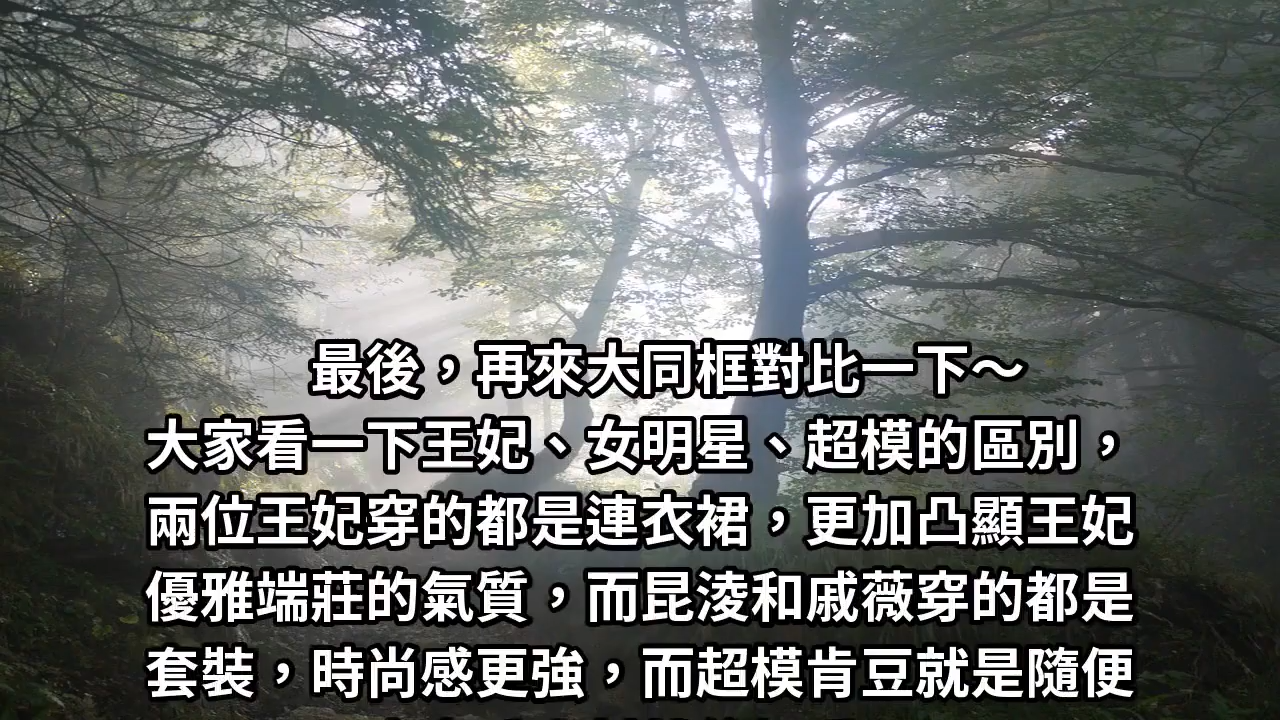 最後，再來大同框對比一下～
大家看一下王妃、女明星、超模的區別，
兩位王妃穿的都是連衣裙，更加凸顯王妃
優雅端莊的氣質，而昆淩和戚薇穿的都是
套裝，時尚感更強，而超模肯豆就是隨便